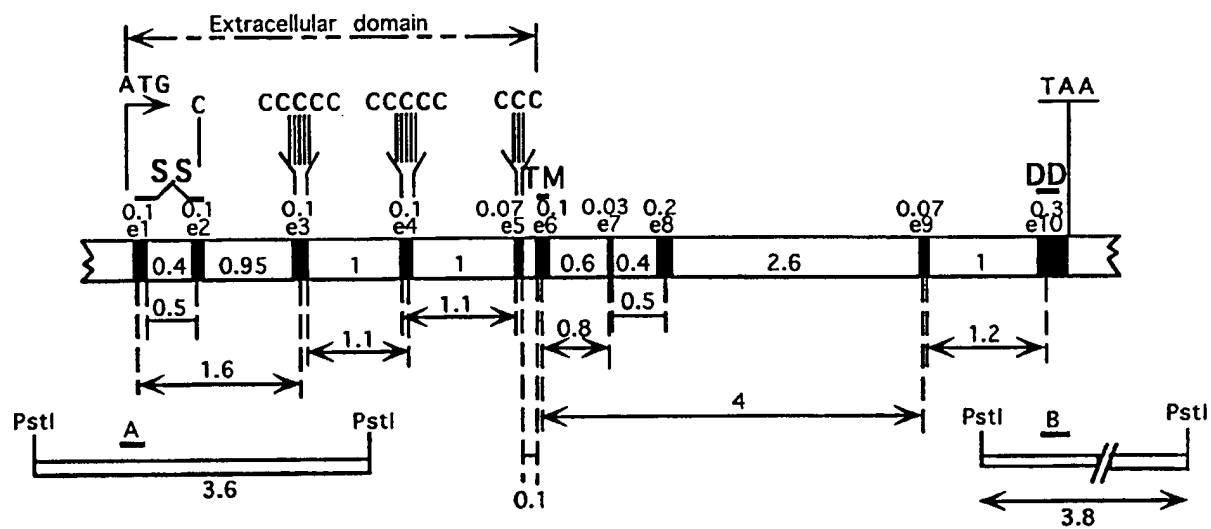 Extracellular domain
ATG C CCCCC CCCCC CCC TAA
SS TM DD
0.1 0.1 0.1 0.1 0.07 0.1 0.03 0.2 0.07 0.3
e1 e2 e3 e4 e5 e6 e7 e8 e9 e10
0.4 0.95 1 1 0.6 0.4 2.6 1
0.5 1.1 0.5
1.1 0.8 1.2
1.6
4
PstI A PstI PstI B PstI
3.6
0.1
3.8